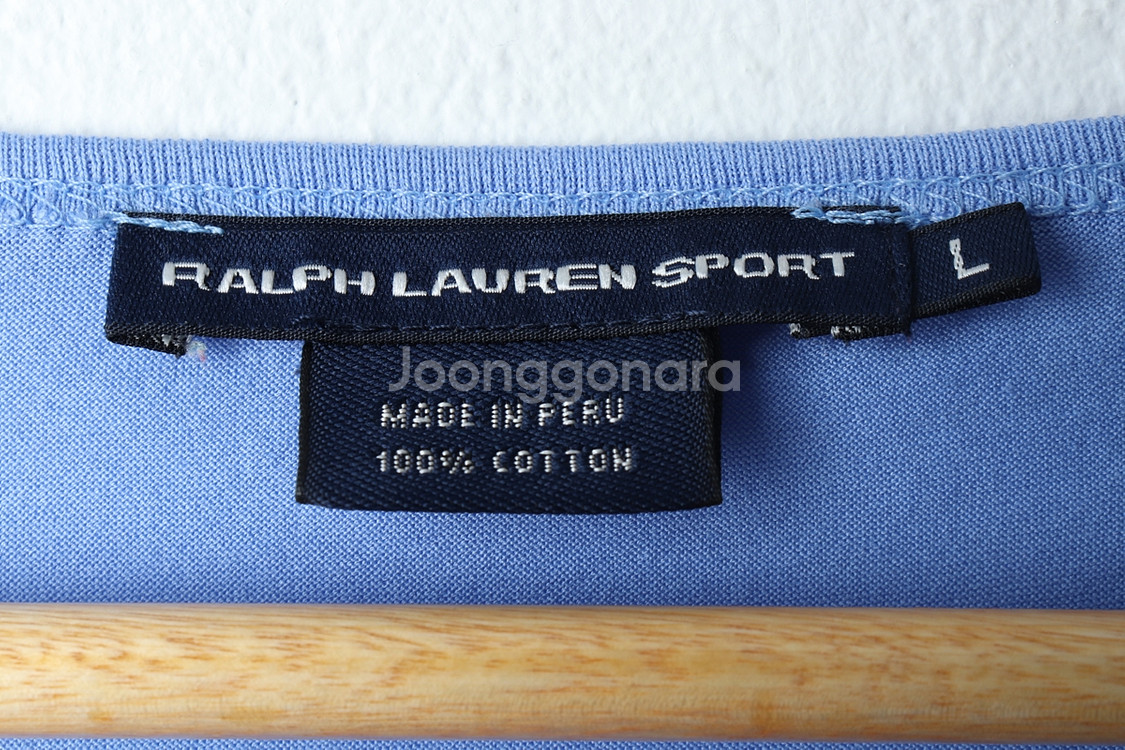 RALPH LAUREN SPORT
L
Joonggonara
MADE IN PERU
100% COTTON